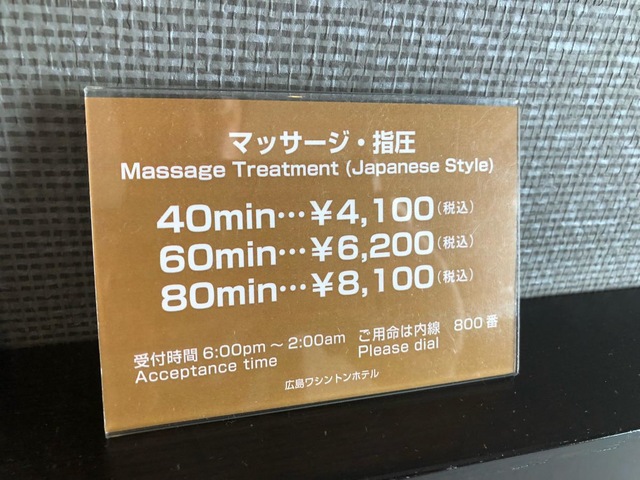 マッサージ・指圧
Massage Treatment (Japanese Style)
40min…¥4,100(税込)
60min…¥6,200(税込)
80min…¥8,100(税込)
受付時間 6:00pm～2:00am ご用命は内線 800番
Acceptance time Please dial
広島ワシントンホテル